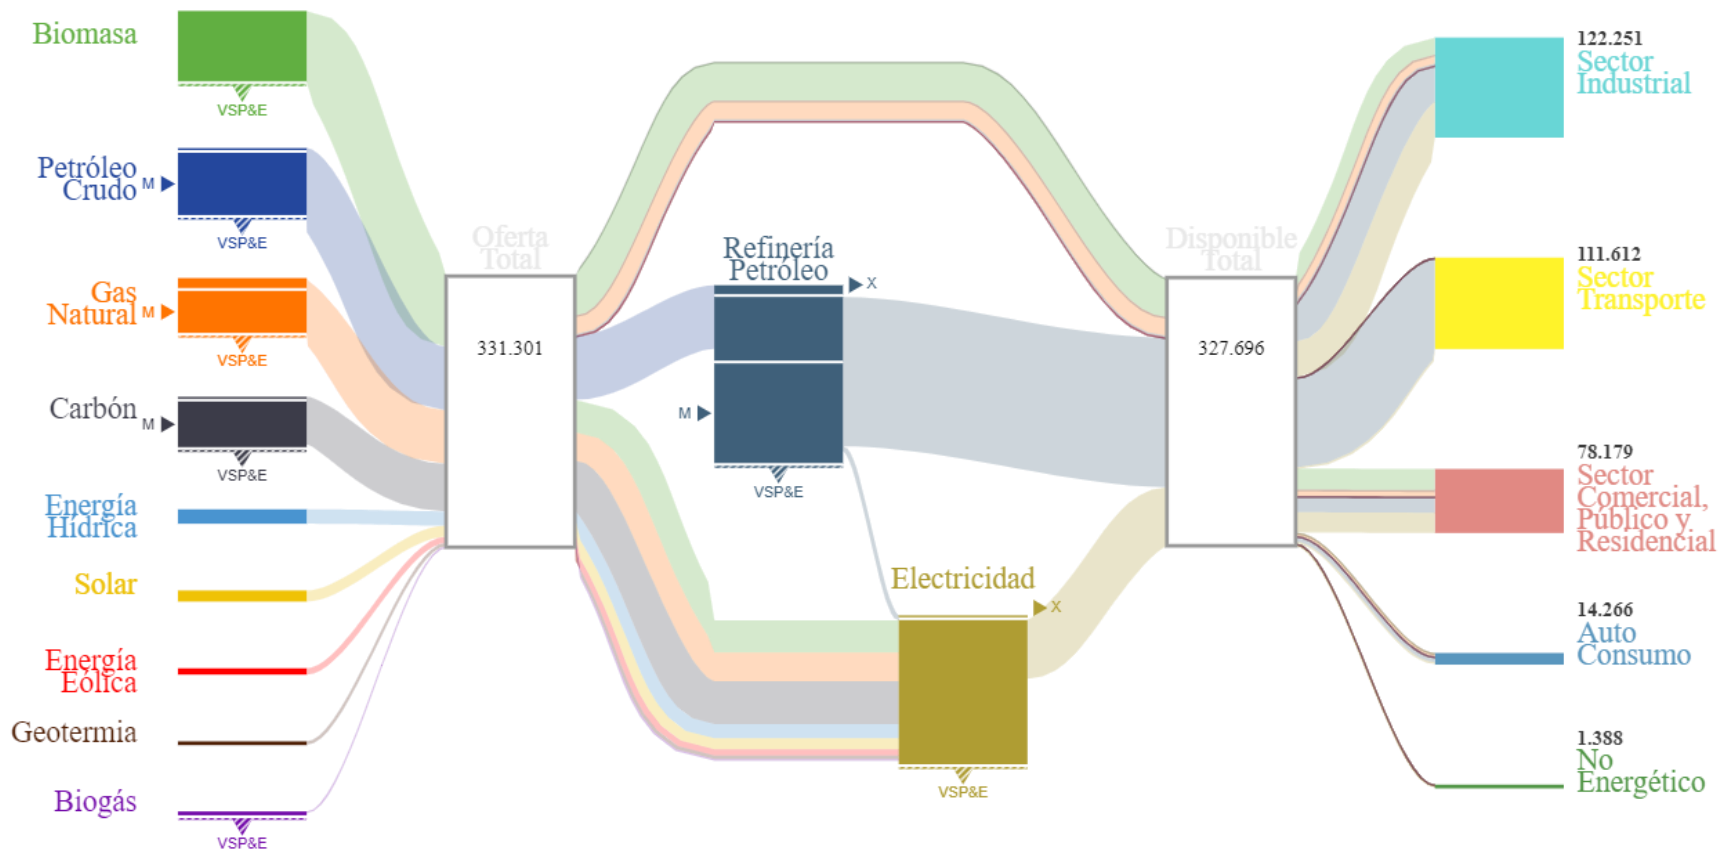 Biomasa
VSP&E
Petróleo
Crudo
M
VSP&E
Gas
Natural
M
VSP&E
Carbón
M
VSP&E
Energía
Hídrica
Solar
Energía
Eólica
Geotermia
Biogás
VSP&E
Oferta
Total
331.301
Refinería
Petróleo
X
M
VSP&E
Electricidad
X
VSP&E
Disponible
Total
327.696
122.251
Sector
Industrial
111.612
Sector
Transporte
78.179
Sector
Comercial,
Público y
Residencial
14.266
Auto
Consumo
1.388
No
Energético